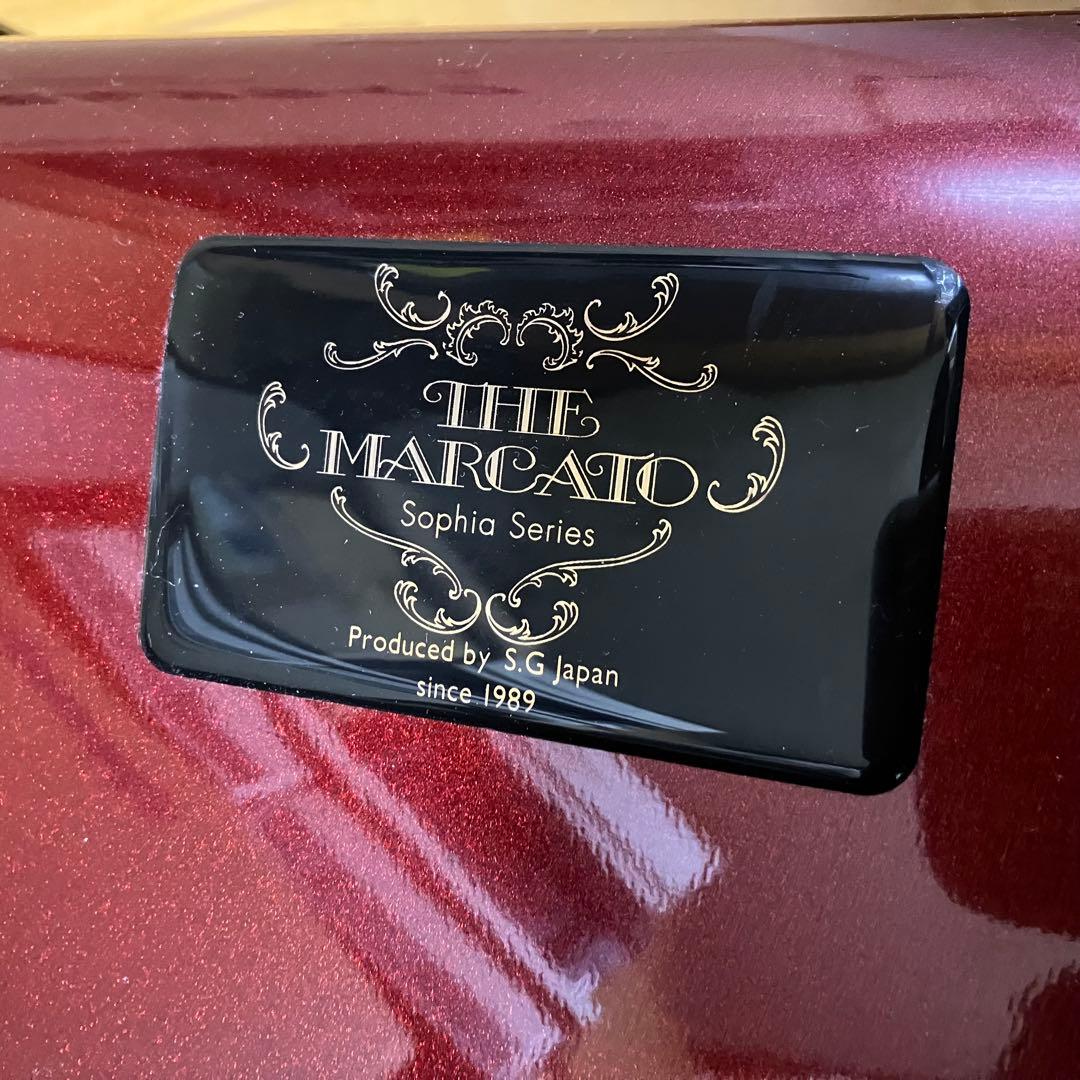 THE
MARCATO
Sophia Series
Produced by S.G Japan
since 1989